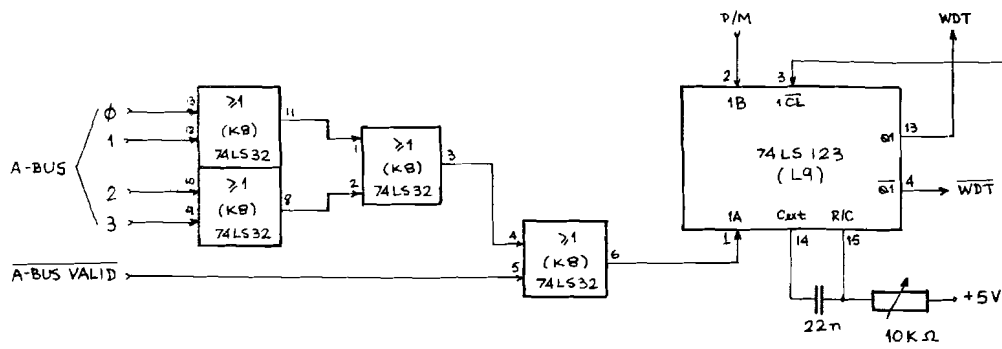 A-BUS
ϕ
1
2
3
A-BUS VALID
13
12
≥1
(K8)
74LS32
11
10
9
≥1
(K8)
74LS32
8
1
2
≥1
(K8)
74LS32
3
4
5
≥1
(K8)
74LS32
6
D/M
WDT
2
3
1B
1CL
74LS123
(L9)
Q1
13
Q1
4
WDT
1A
Cext
R/C
1
14
15
22n
10KΩ
+5V